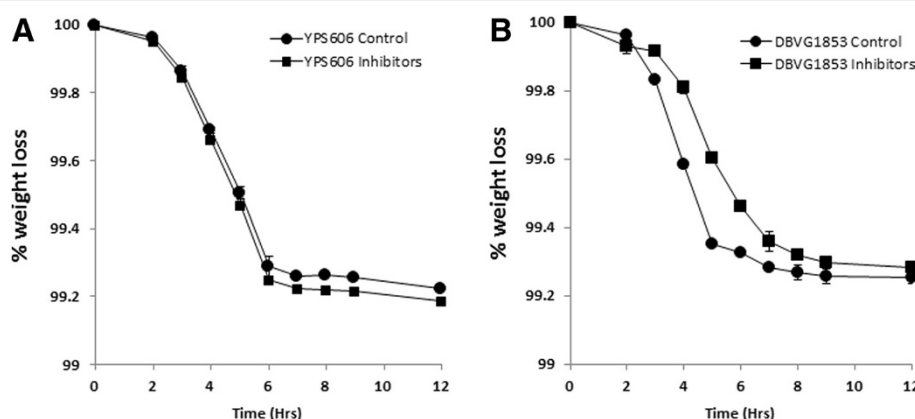 A
YPS606 Control
YPS606 Inhibitors
% weight loss
100
99.8
99.6
99.4
99.2
99
0 2 4 6 8 10 12
Time (Hrs)
B
DBVG1853 Control
DBVG1853 Inhibitors
% weight loss
100
99.8
99.6
99.4
99.2
99
0 2 4 6 8 10 12
Time (Hrs)